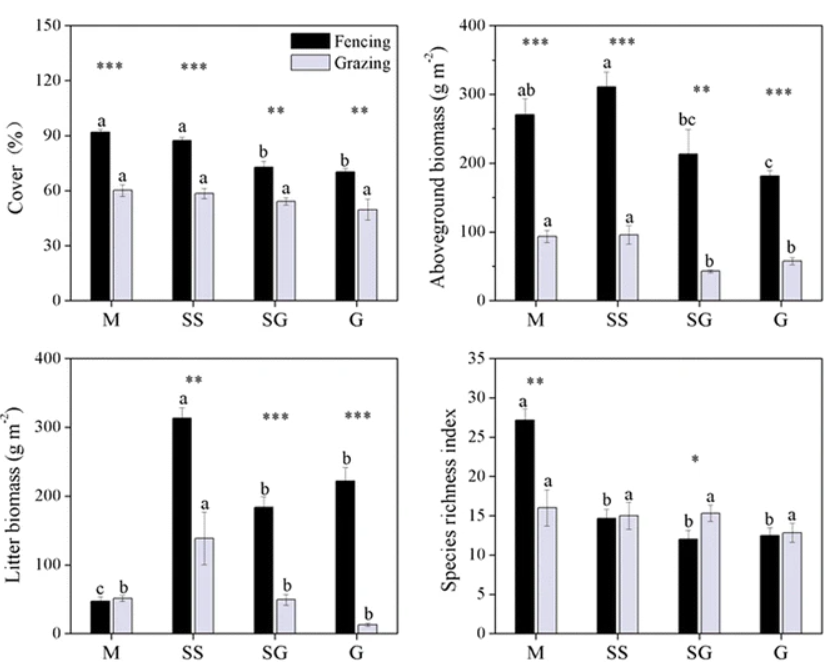 150
120
90
60
30
0
Cover (%)
Fencing
Grazing
***
***
**
**
a
a
a
a
b
a
b
a
M SS SG G
400
300
200
100
0
Aboveground biomass (g m-2)
***
***
**
***
ab
a
a
a
bc
b
c
b
M SS SG G
400
300
200
100
0
Litter biomass (g m-2)
**
***
***
c
b
a
a
b
b
b
b
M SS SG G
35
30
25
20
15
10
5
0
Species richness index
**
*
a
a
b
a
b
a
b
a
M SS SG G